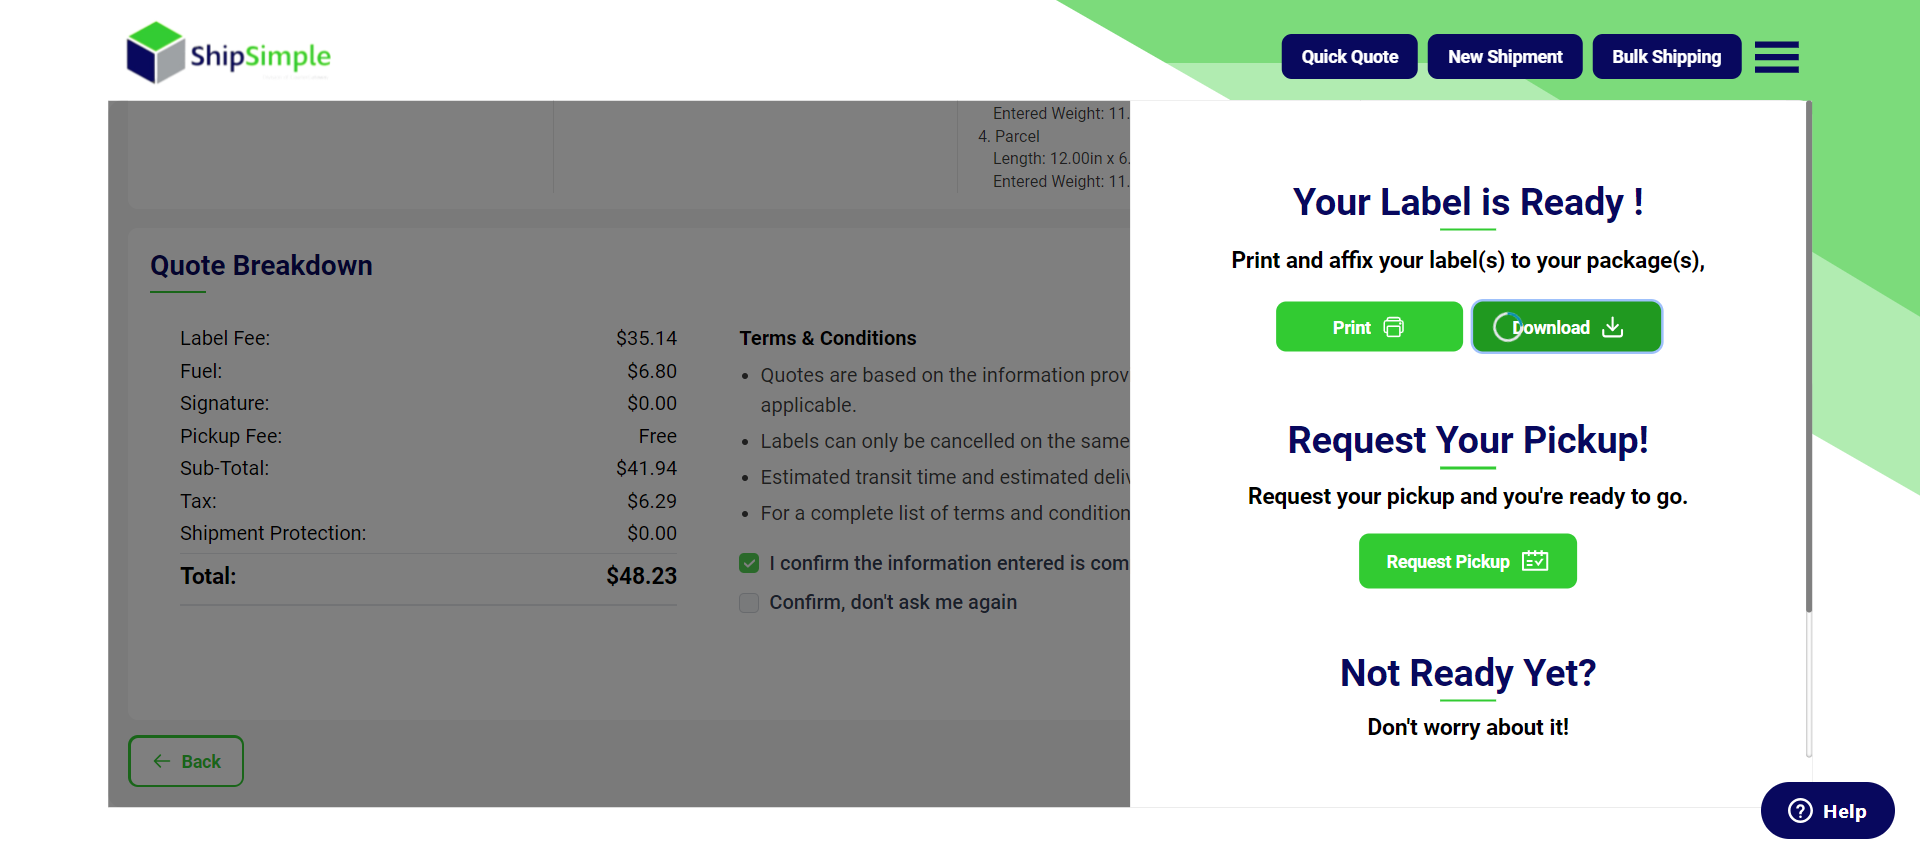 ShipSimple
Quick Quote
New Shipment
Bulk Shipping
Entered Weight: 11.
4. Parcel
Length: 12.00in x 6.
Entered Weight: 11.
Quote Breakdown
Label Fee: $35.14
Fuel: $6.80
Signature: $0.00
Pickup Fee: Free
Sub-Total: $41.94
Tax: $6.29
Shipment Protection: $0.00
Total: $48.23
Terms & Conditions
• Quotes are based on the information prov
applicable.
• Labels can only be cancelled on the same
• Estimated transit time and estimated deliv
• For a complete list of terms and condition
I confirm the information entered is com
Confirm, don't ask me again
Back
Your Label is Ready !
Print and affix your label(s) to your package(s),
Print
Download
Request Your Pickup!
Request your pickup and you're ready to go.
Request Pickup
Not Ready Yet?
Don't worry about it!
Help